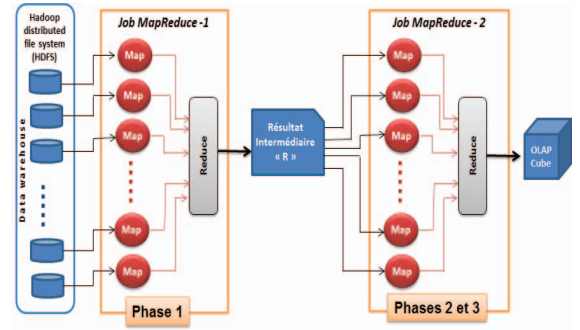 Hadoop
distributed
file system
(HDFS)
Data warehouse
Job MapReduce -1
Map
Map
Map
Map
Map
Reduce
Phase 1
Résultat
Intermédiaire
« R »
Job MapReduce - 2
Map
Map
Map
Map
Map
Reduce
Phases 2 et 3
OLAP
Cube